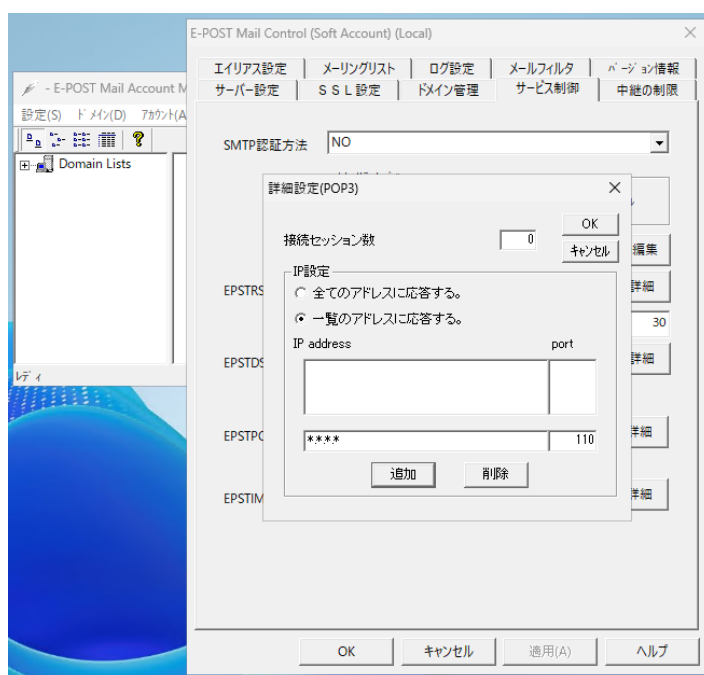 E-POST Mail Control (Soft Account) (Local)
エイリアス設定 メーリングリスト ログ設定 メールフィルタ バージョン情報
サーバー設定 SSL設定 ドメイン管理 サービス制御 中継の制限
- E-POST Mail Account M
設定(S) ドメイン(D) アカウント(A
Domain Lists
レディ
SMTP認証方法 NO
詳細設定(POP3)
接続セッション数 0
OK
キャンセル
編集
IP設定
全てのアドレスに応答する。
一覧のアドレスに応答する。
IP address port
*.*.*.* 110
追加 削除
EPSTRS 詳細
30
EPSTDS 詳細
EPSTPO 詳細
EPSTIM 詳細
OK キャンセル 適用(A) ヘルプ